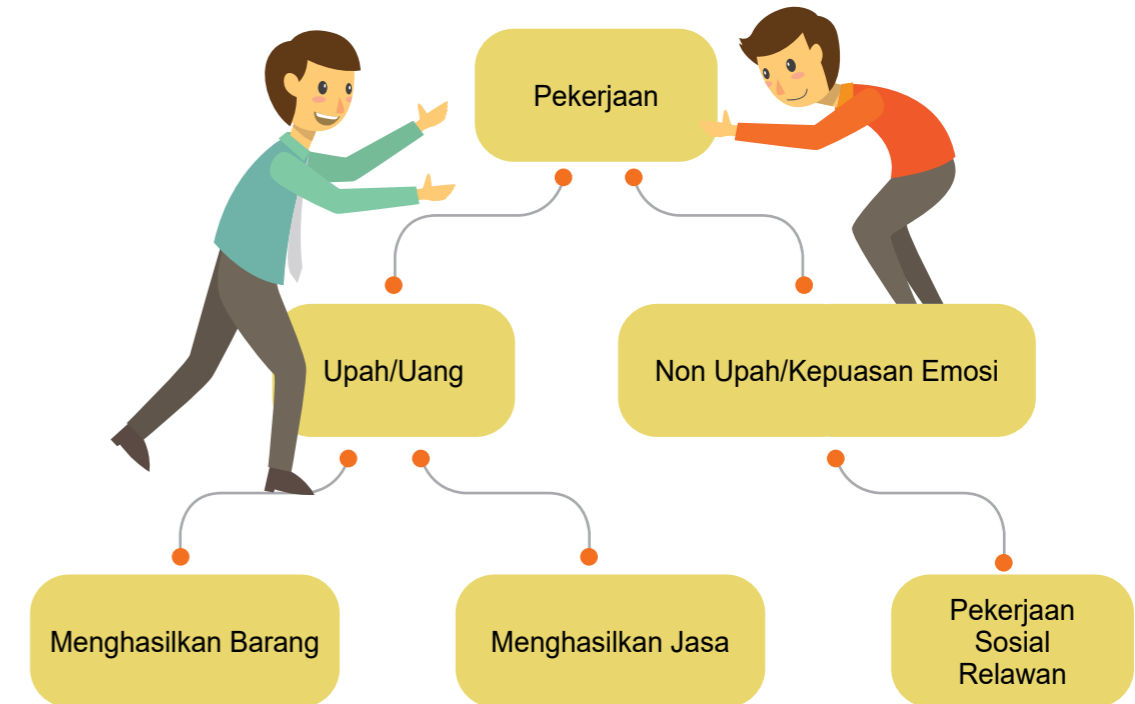 Pekerjaan
Upah/Uang
Non Upah/Kepuasan Emosi
Menghasilkan Barang
Menghasilkan Jasa
Pekerjaan
Sosial
Relawan